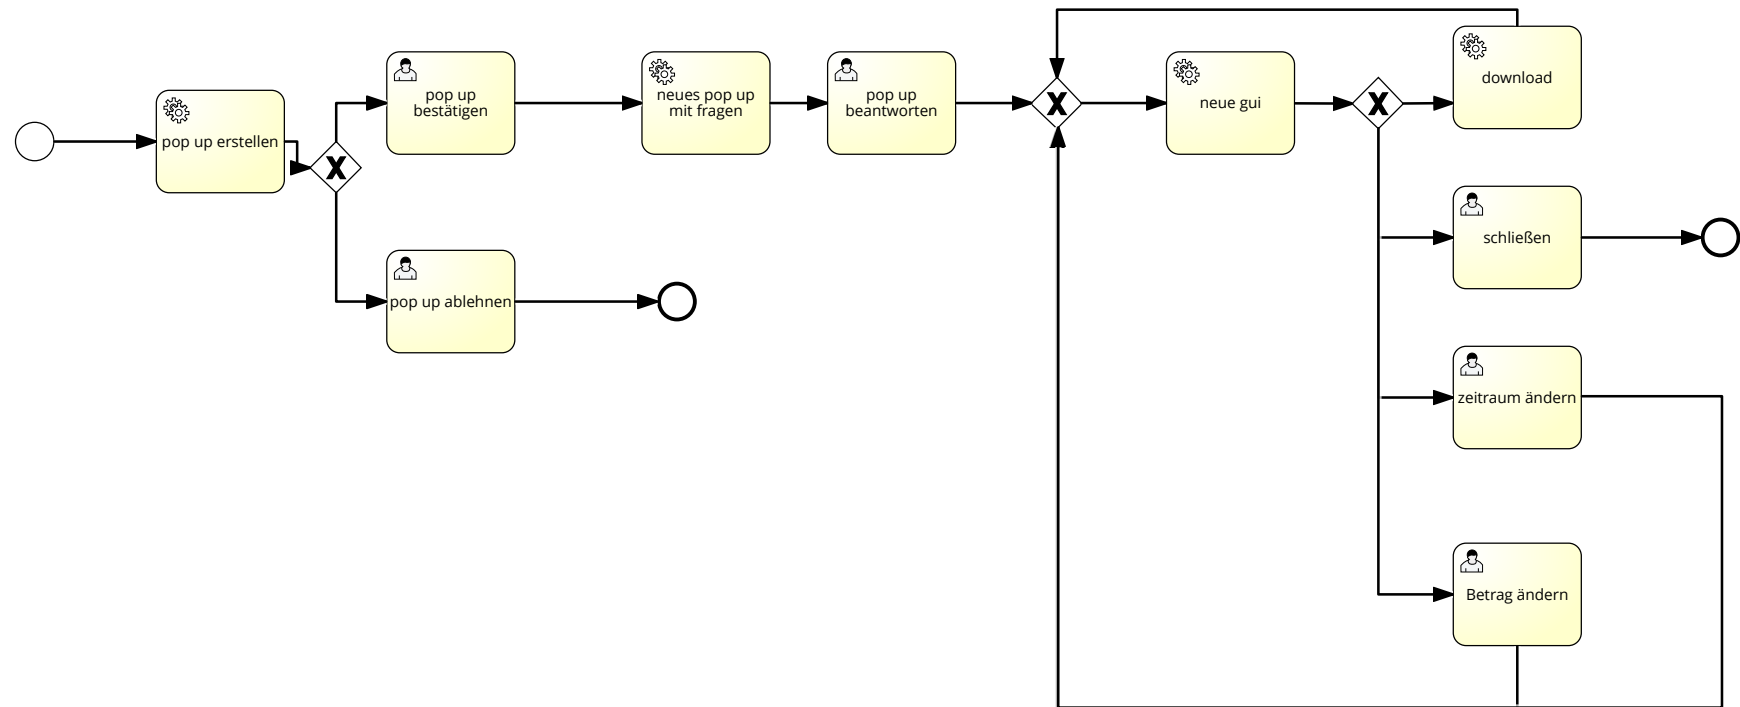 pop up erstellen
pop up
bestätigen
neues pop up
mit fragen
pop up
beantworten
neue gui
download
schließen
pop up ablehnen
zeitraum ändern
Betrag ändern